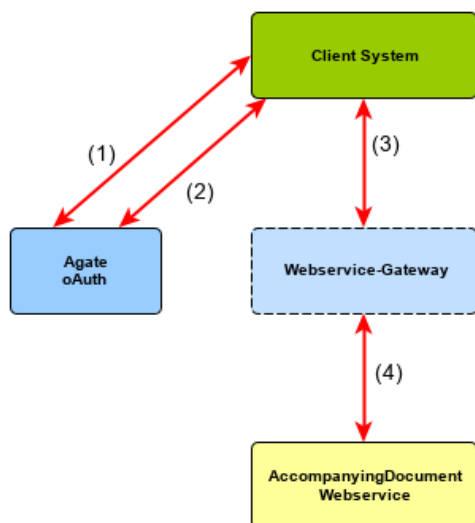 Client System
(1)
(2)
(3)
Agate
oAuth
Webservice-Gateway
(4)
AccompanyingDocument
Webservice